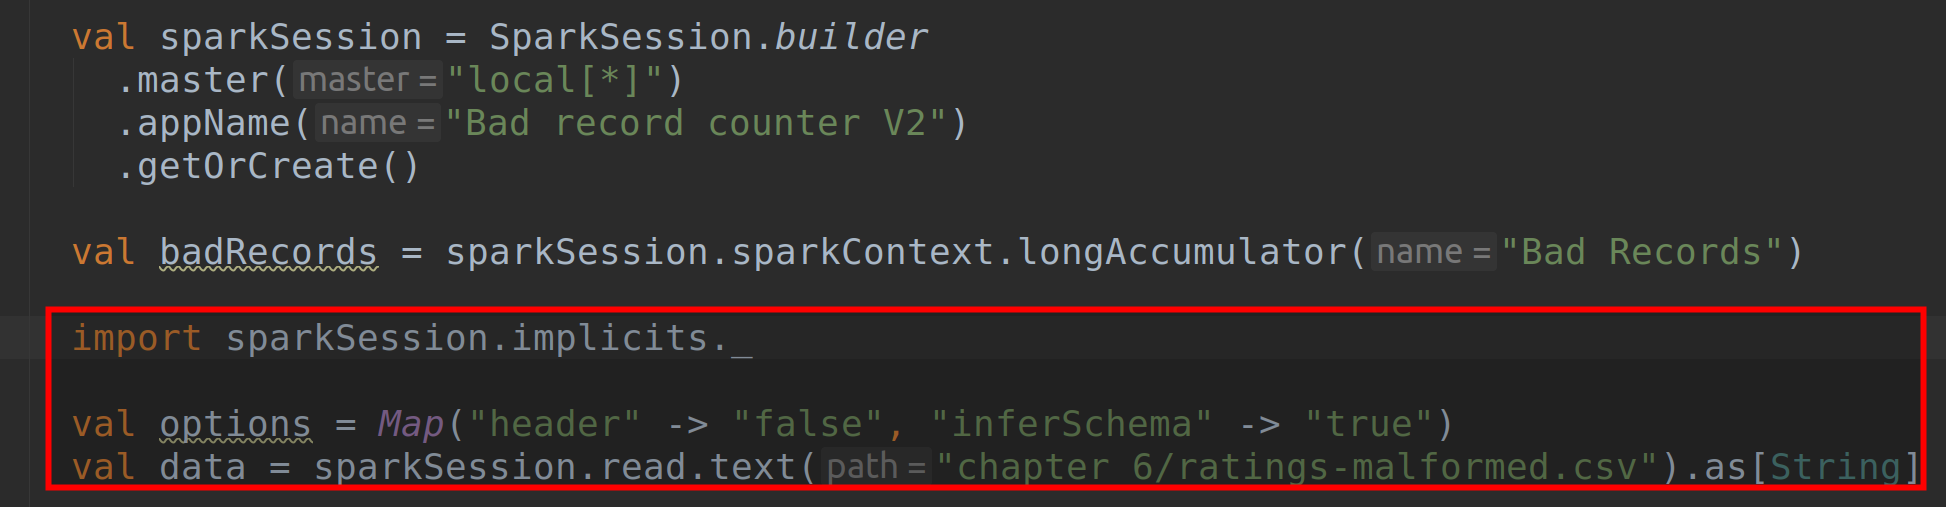 val sparkSession = SparkSession.builder
.master( master = "local[*]")
.appName( name = "Bad record counter V2")
.getOrCreate()
val badRecords = sparkSession.sparkContext.longAccumulator( name = "Bad Records")
import sparkSession.implicits._
val options = Map("header" -> "false", "inferSchema" -> "true")
val data = sparkSession.read.text( path = "chapter 6/ratings-malformed.csv").as[String]